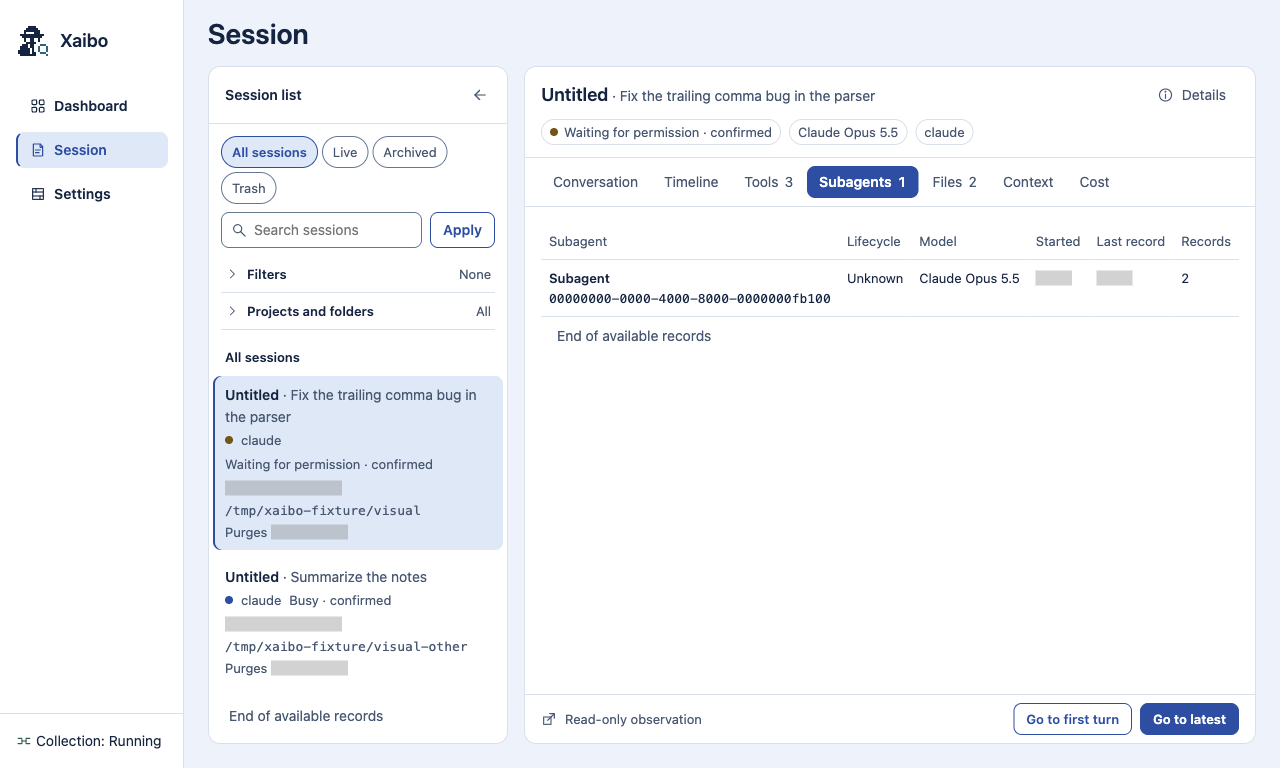 Xaibo
Dashboard
Session
Settings
Collection: Running
Session
Session list
All sessions
Live
Archived
Trash
Search sessions
Apply
Filters
None
Projects and folders
All
All sessions
Untitled · Fix the trailing comma bug in
the parser
claude
Waiting for permission · confirmed
/tmp/xaibo-fixture/visual
Purges
Untitled · Summarize the notes
claude Busy · confirmed
/tmp/xaibo-fixture/visual-other
Purges
End of available records
Untitled · Fix the trailing comma bug in the parser
Details
Waiting for permission · confirmed
Claude Opus 5.5
claude
Conversation Timeline Tools 3 Subagents 1 Files 2 Context Cost
Subagent Lifecycle Model Started Last record Records
Subagent Unknown Claude Opus 5.5 2
00000000-0000-4000-8000-0000000fb100
End of available records
Read-only observation
Go to first turn
Go to latest